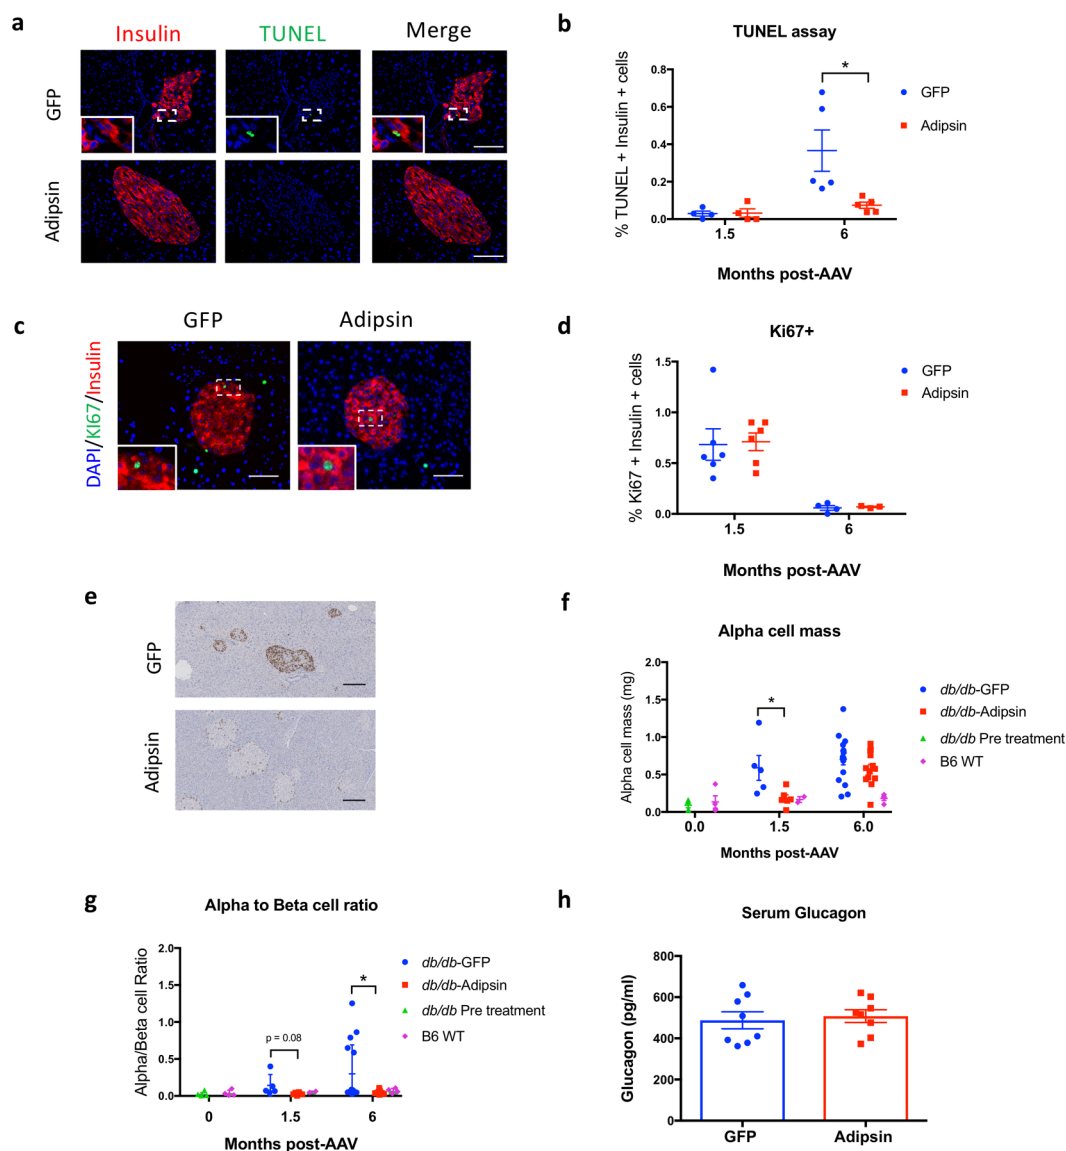 a
Insulin
TUNEL
Merge
GFP
Adipsin
b
TUNEL assay
% TUNEL + Insulin + cells
0.8
0.6
0.4
0.2
0.0
*
GFP
Adipsin
1.5
6
Months post-AAV
c
GFP
Adipsin
DAPI/KI67/Insulin
d
Ki67+
% Ki67 + Insulin + cells
1.5
1.0
0.5
0.0
GFP
Adipsin
1.5
6
Months post-AAV
e
GFP
Adipsin
f
Alpha cell mass
Alpha cell mass (mg)
2.0
1.5
1.0
0.5
0.0
*
db/db-GFP
db/db-Adipsin
db/db Pre treatment
B6 WT
0.0
1.5
6.0
Months post-AAV
g
Alpha to Beta cell ratio
Alpha/Beta cell Ratio
2.0
1.5
1.0
0.5
0.0
p = 0.08
*
db/db-GFP
db/db-Adipsin
db/db Pre treatment
B6 WT
0
1.5
6
Months post-AAV
h
Serum Glucagon
Glucagon (pg/ml)
800
600
400
200
0
GFP
Adipsin